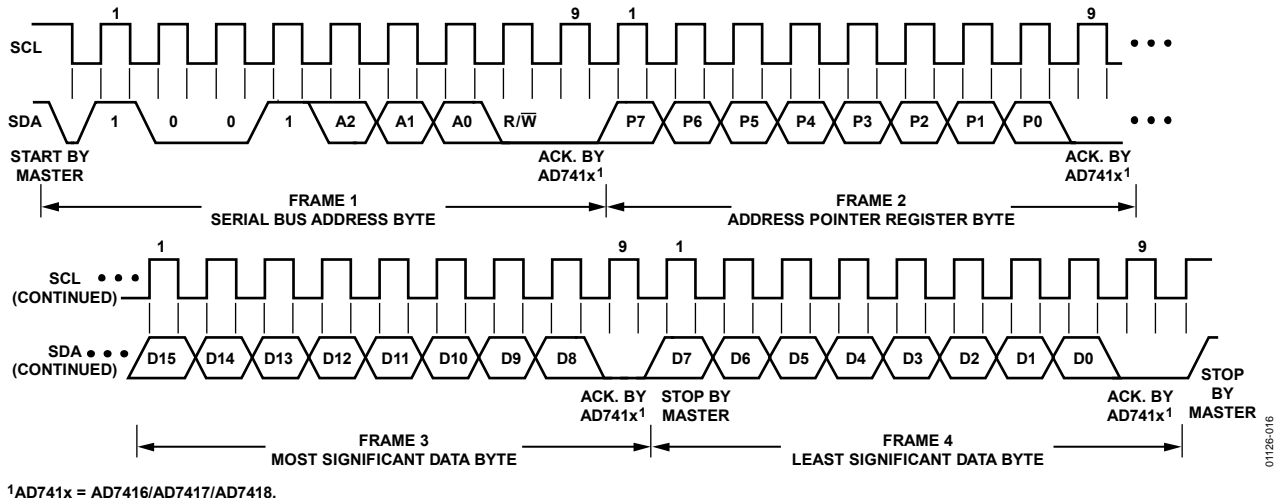 1 9 1 9
SCL
SDA 1 0 0 1 A2 A1 A0 R/W̅ P7 P6 P5 P4 P3 P2 P1 P0
START BY MASTER
ACK. BY AD741x1
ACK. BY AD741x1
FRAME 1
SERIAL BUS ADDRESS BYTE
FRAME 2
ADDRESS POINTER REGISTER BYTE
1 9 1 9
SCL
(CONTINUED)
SDA
(CONTINUED)
D15 D14 D13 D12 D11 D10 D9 D8 D7 D6 D5 D4 D3 D2 D1 D0
ACK. BY
AD741x1
STOP BY
MASTER
ACK. BY
AD741x1
STOP
BY
MASTER
FRAME 3
MOST SIGNIFICANT DATA BYTE
FRAME 4
LEAST SIGNIFICANT DATA BYTE
01126-016
1AD741x = AD7416/AD7417/AD7418.